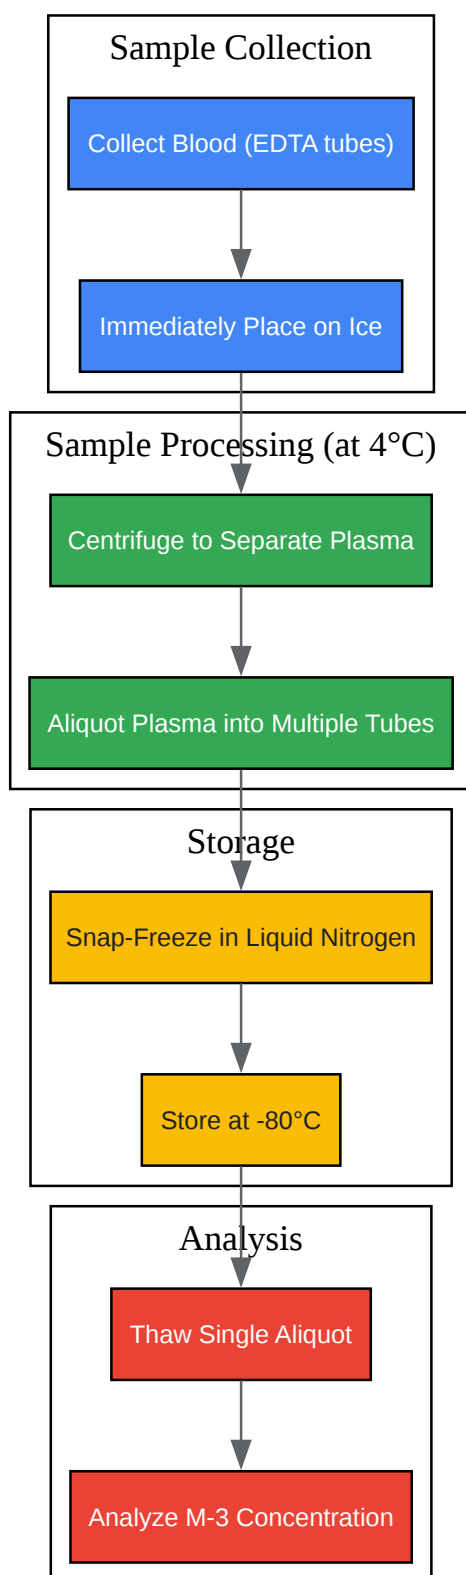 Sample Collection
Collect Blood (EDTA tubes)
Immediately Place on Ice
Sample Processing (at 4°C)
Centrifuge to Separate Plasma
Aliquot Plasma into Multiple Tubes
Storage
Snap-Freeze in Liquid Nitrogen
Store at -80°C
Analysis
Thaw Single Aliquot
Analyze M-3 Concentration